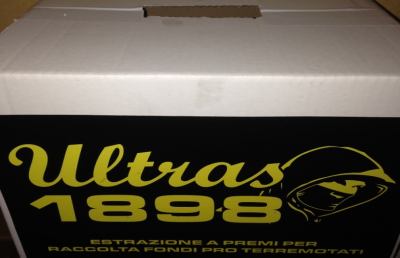 Ultras
1898
ESTRAZIONE A PREMI PER
RACCOLTA FONDI PRO TERREMOTATI